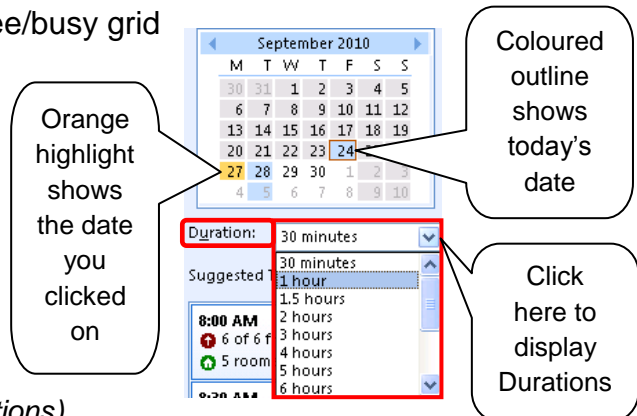 ee/busy grid
September 2010
M T W T F S S
30 31 1 2 3 4 5
6 7 8 9 10 11 12
13 14 15 16 17 18 19
20 21 22 23 24
27 28 29 30 1 2 3
4 5 6 7 8 9 10
Orange
highlight
shows
the date
you
clicked
on
Coloured
outline
shows
today's
date
Duration: 30 minutes
30 minutes
1 hour
1.5 hours
2 hours
3 hours
4 hours
5 hours
6 hours
Suggested T
8:00 AM
6 of 6 f
5 room
8:30 AM
Click
here to
display
Durations
tions)